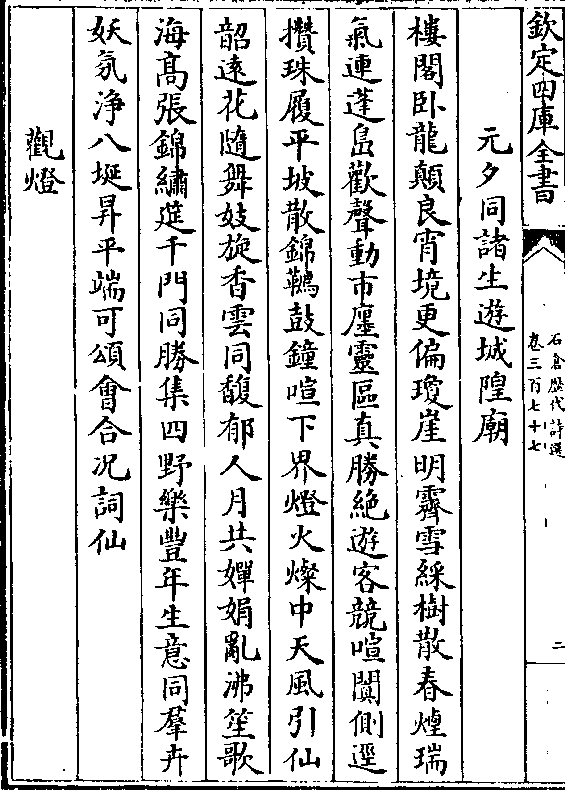 欽定四庫全書
石倉歷代詩選
卷三百七十七
二
元夕同諸生遊城隍廟
樓閣卧龍顛良宵境更偏瓊崖明霽雪綵樹散春煙瑞
氣連蓬島歡聲動市廛靈區真勝絶遊客競喧闐側逕
攢珠履平坡散錦韀鼓鐘喧下界燈火燦中天風引仙
韶遠花隨舞妓旋香雲同馥郁人月共嬋娟亂沸笙歌
海高張錦繡筵千門同勝集四野樂豐年生意同羣卉
妖氛浄八埏昇平端可頌㑹合况詞仙
觀燈